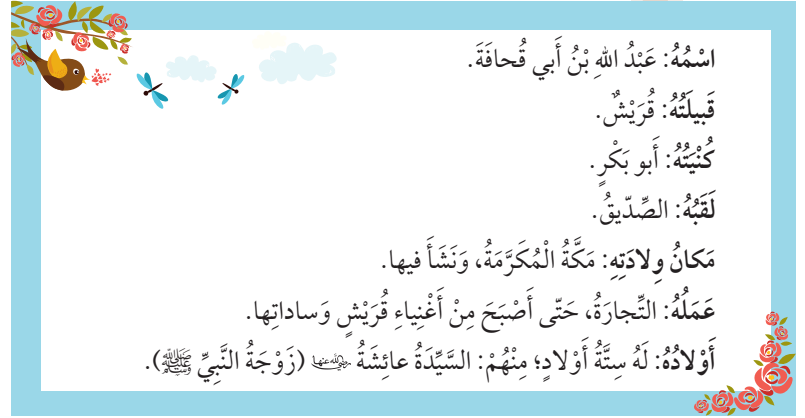 اسْمُهُ: عَبْدُ اللهِ بْنُ أَبي قُحافَةَ.
قَبيلَتُهُ: قُرَيْشٌ.
كُنْيَتُهُ: أَبو بَكْرٍ.
لَقَبُهُ: الصِّدّيقُ.
مَكانُ وِلادَتِهِ: مَكَّةُ الْمُكَرَّمَةُ، وَنَشَأَ فيها.
عَمَلُهُ: التِّجارَةُ، حَتّى أَصْبَحَ مِنْ أَغْنِياءِ قُرَيْشٍ وَساداتِها.
أَوْلادُهُ: لَهُ سِتَّةُ أَوْلادٍ؛ مِنْهُمْ: السَّيِّدَةُ عائِشَةُ رضي الله عنها (زَوْجَةُ النَّبِيِّ ﷺ).